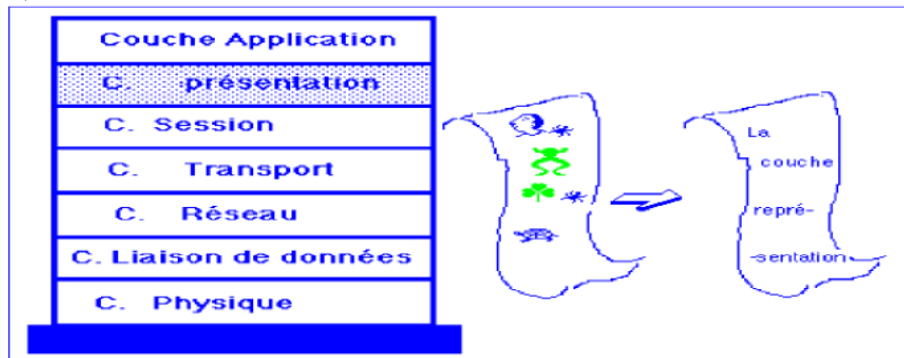 Couche Application
C. présentation
C. Session
C. Transport
C. Réseau
C. Liaison de données
C. Physique
La
couche
repré-
-sentation